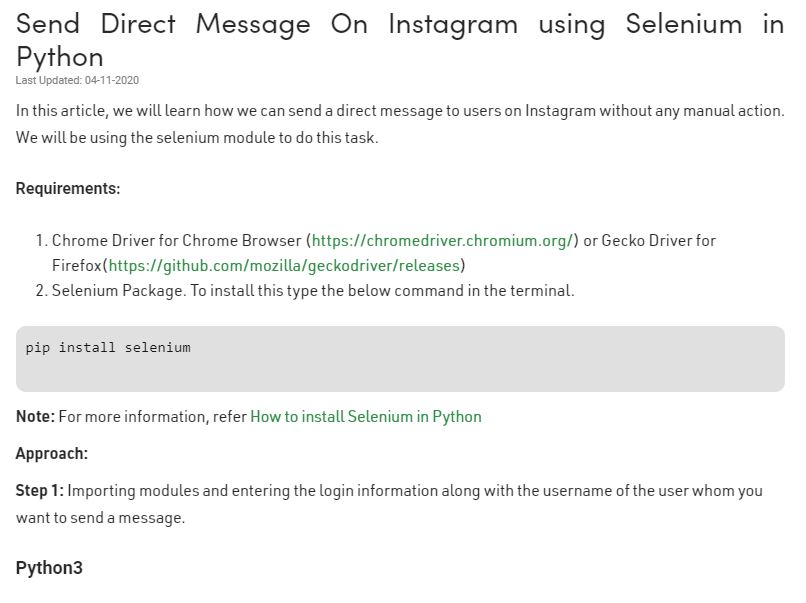 Send Direct Message On Instagram using Selenium in
Python
Last Updated: 04-11-2020
In this article, we will learn how we can send a direct message to users on Instagram without any manual action.
We will be using the selenium module to do this task.
Requirements:
1. Chrome Driver for Chrome Browser (https://chromedriver.chromium.org/) or Gecko Driver for
Firefox(https://github.com/mozilla/geckodriver/releases)
2. Selenium Package. To install this type the below command in the terminal.
pip install selenium
Note: For more information, refer How to install Selenium in Python
Approach:
Step 1: Importing modules and entering the login information along with the username of the user whom you
want to send a message.
Python3